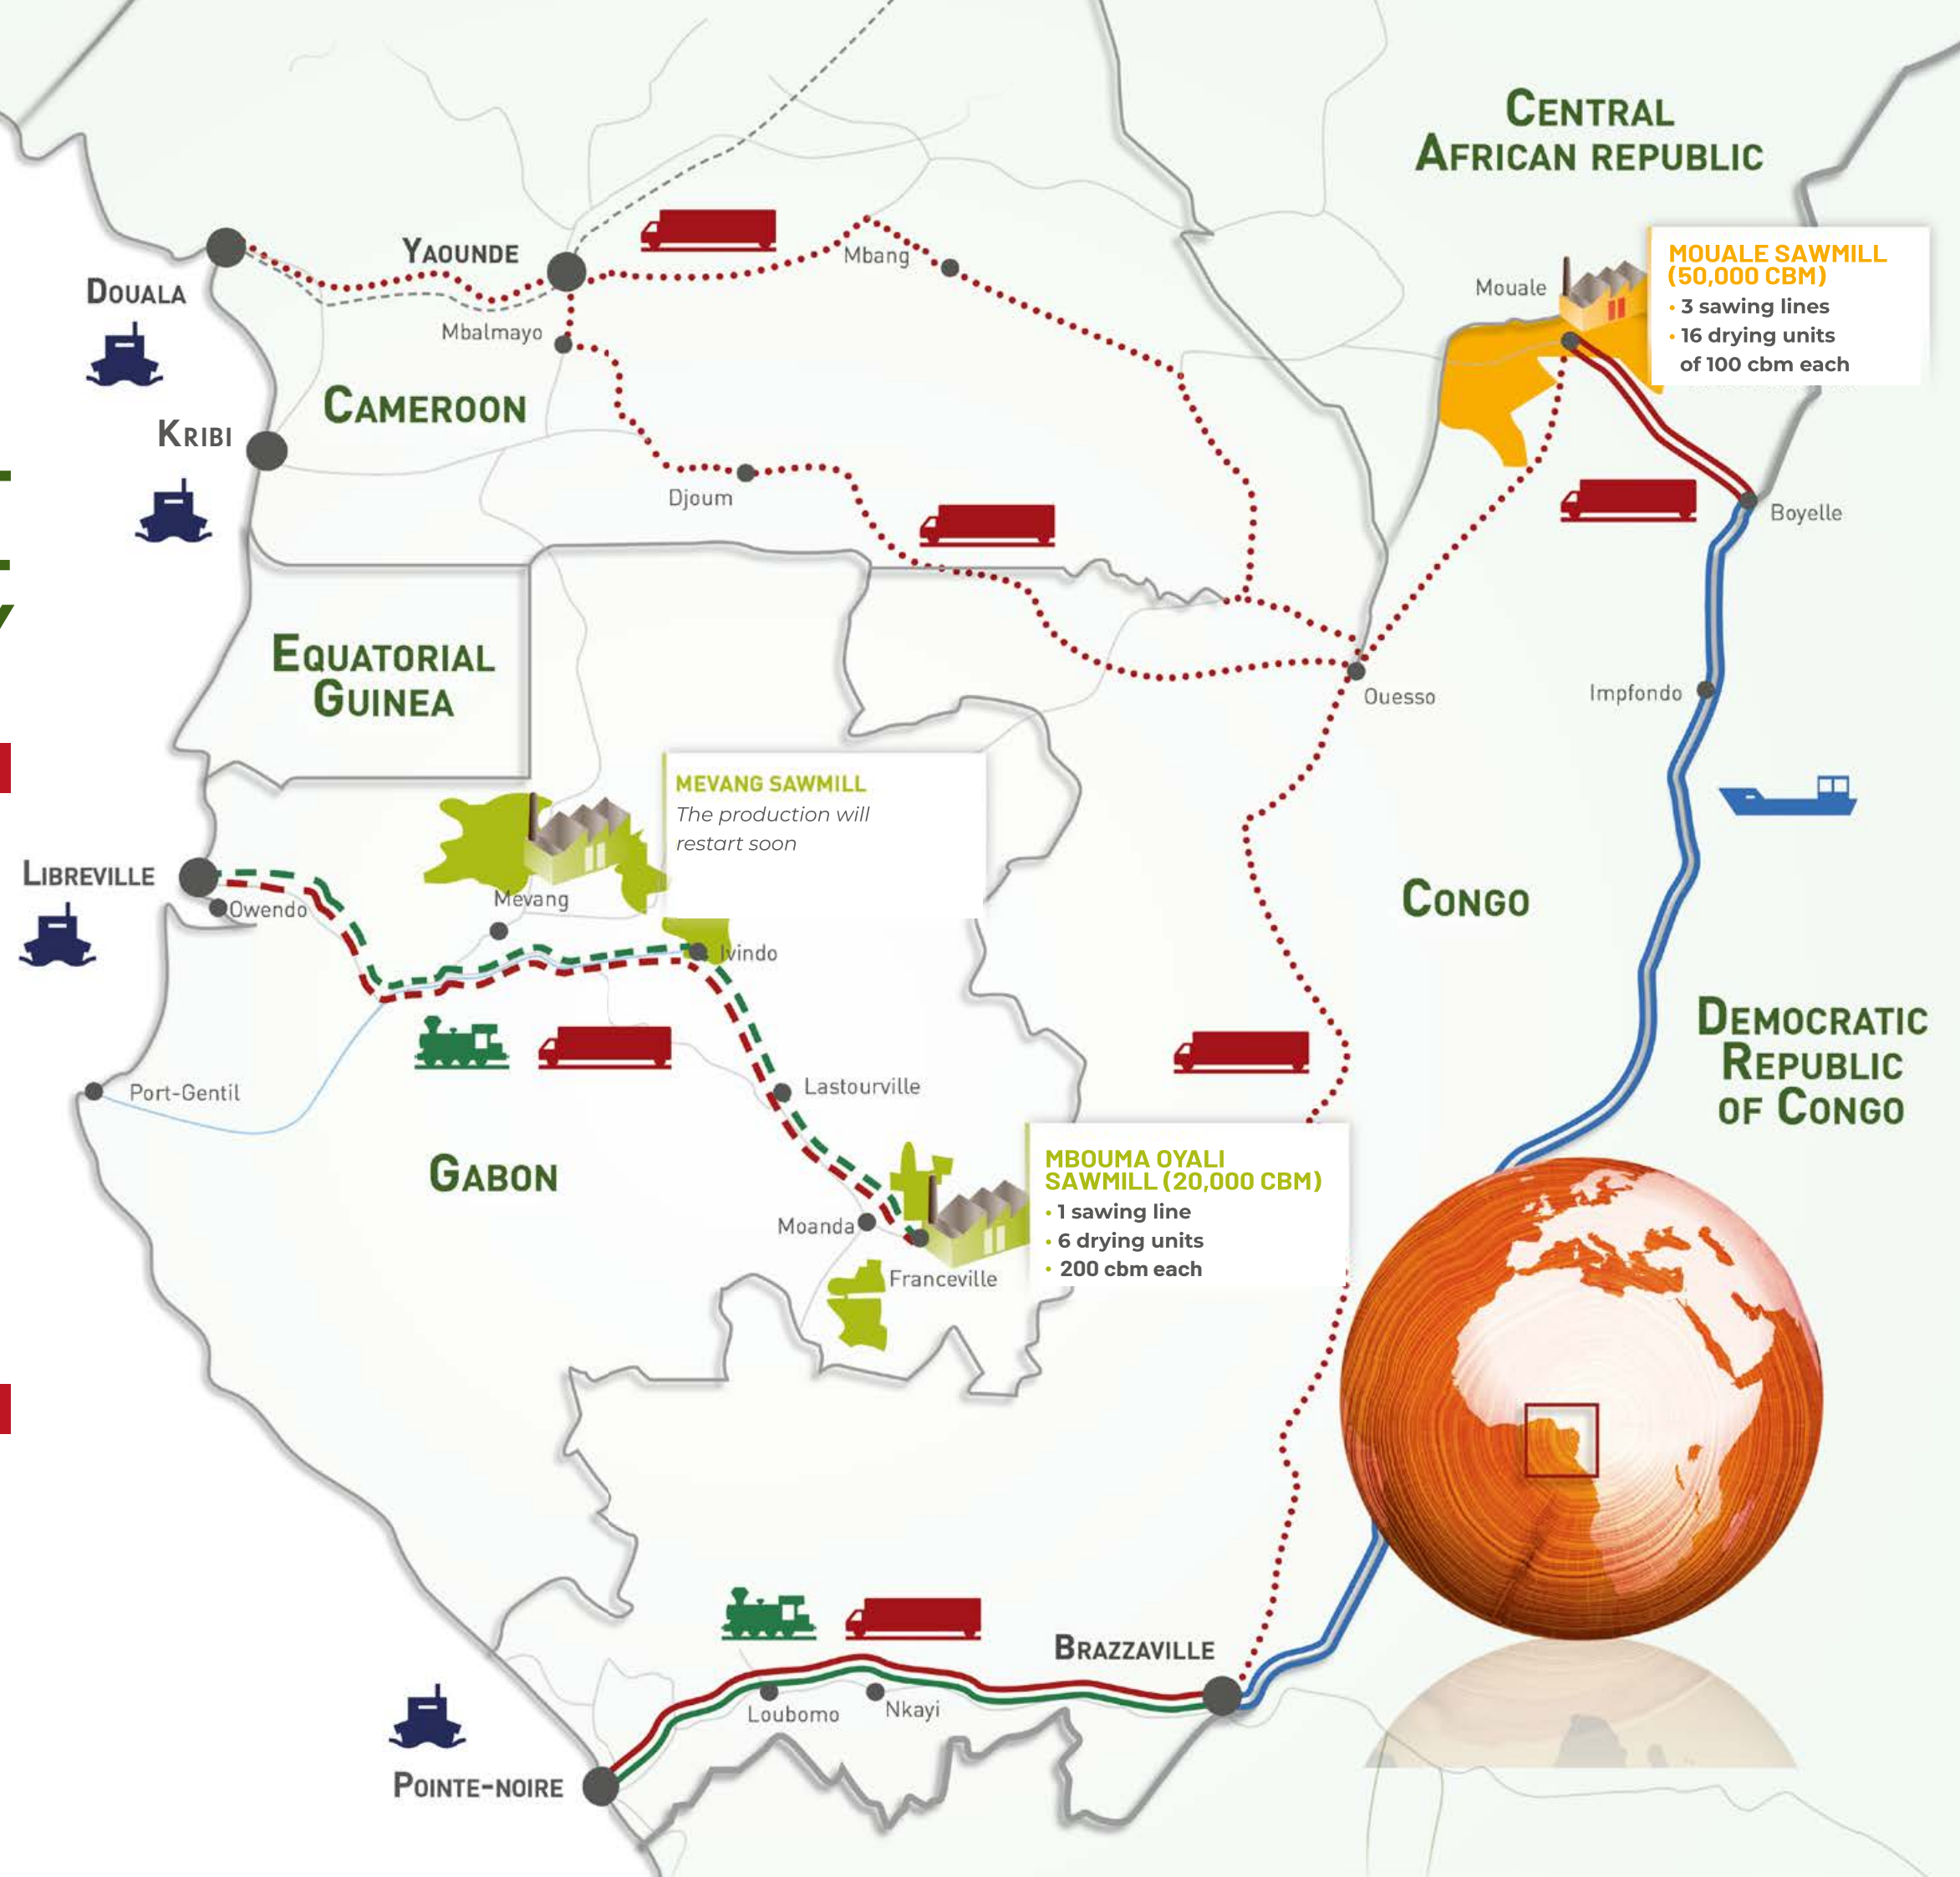 CENTRAL
AFRICAN REPUBLIC
MOUALE SAWMILL
(50,000 CBM)
• 3 sawing lines
• 16 drying units
of 100 cbm each
Mouale
YAOUNDE
Mbang
DOUALA
Mbalmayo
CAMEROON
KRIBI
Djoum
Boyelle
EQUATORIAL
GUINEA
Ouesso
Impfondo
MEVANG SAWMILL
The production will
restart soon
LIBREVILLE
Owendo
Mevang
CONGO
Ivindo
DEMOCRATIC
REPUBLIC
OF CONGO
Port-Gentil
Lastourville
GABON
MBOUMA OYALI
SAWMILL (20,000 CBM)
• 1 sawing line
• 6 drying units
• 200 cbm each
Moanda
Franceville
BRAZZAVILLE
Loubomo
Nkayi
POINTE-NOIRE